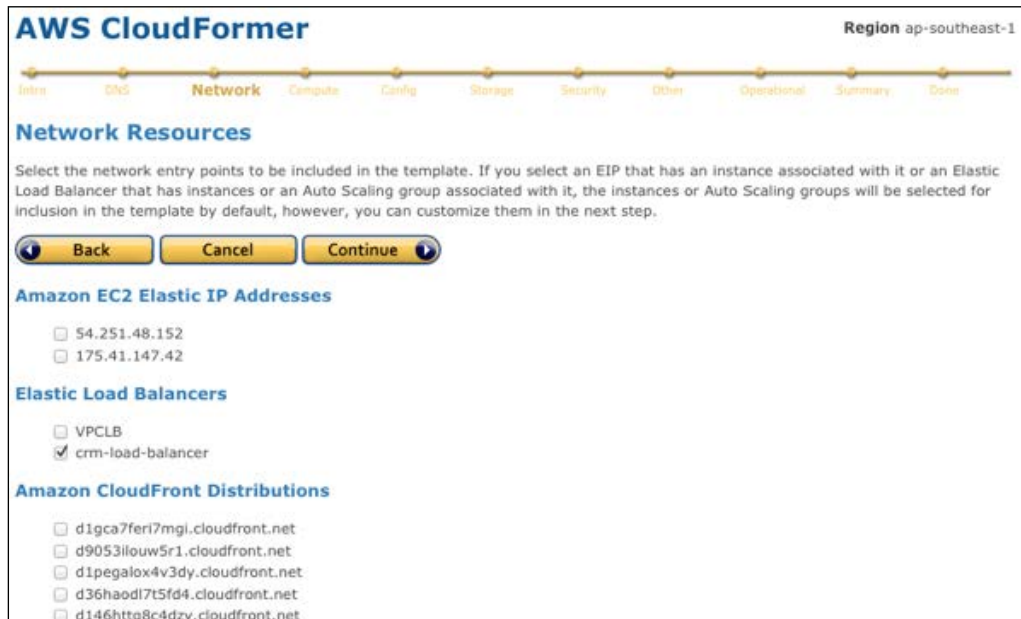 AWS CloudFormer
Region ap-southeast-1
Intro DNS Network Compute Config Storage Security Other Operational Summary Done
Network Resources
Select the network entry points to be included in the template. If you select an EIP that has an instance associated with it or an Elastic
Load Balancer that has instances or an Auto Scaling group associated with it, the instances or Auto Scaling groups will be selected for
inclusion in the template by default, however, you can customize them in the next step.
Back Cancel Continue
Amazon EC2 Elastic IP Addresses
54.251.48.152
175.41.147.42
Elastic Load Balancers
VPCLB
crm-load-balancer
Amazon CloudFront Distributions
d1gca7feri7mgi.cloudfront.net
d9053ilouw5r1.cloudfront.net
d1pegalox4v3dy.cloudfront.net
d36haodl7t5fd4.cloudfront.net
d146httq8c4dzv.cloudfront.net